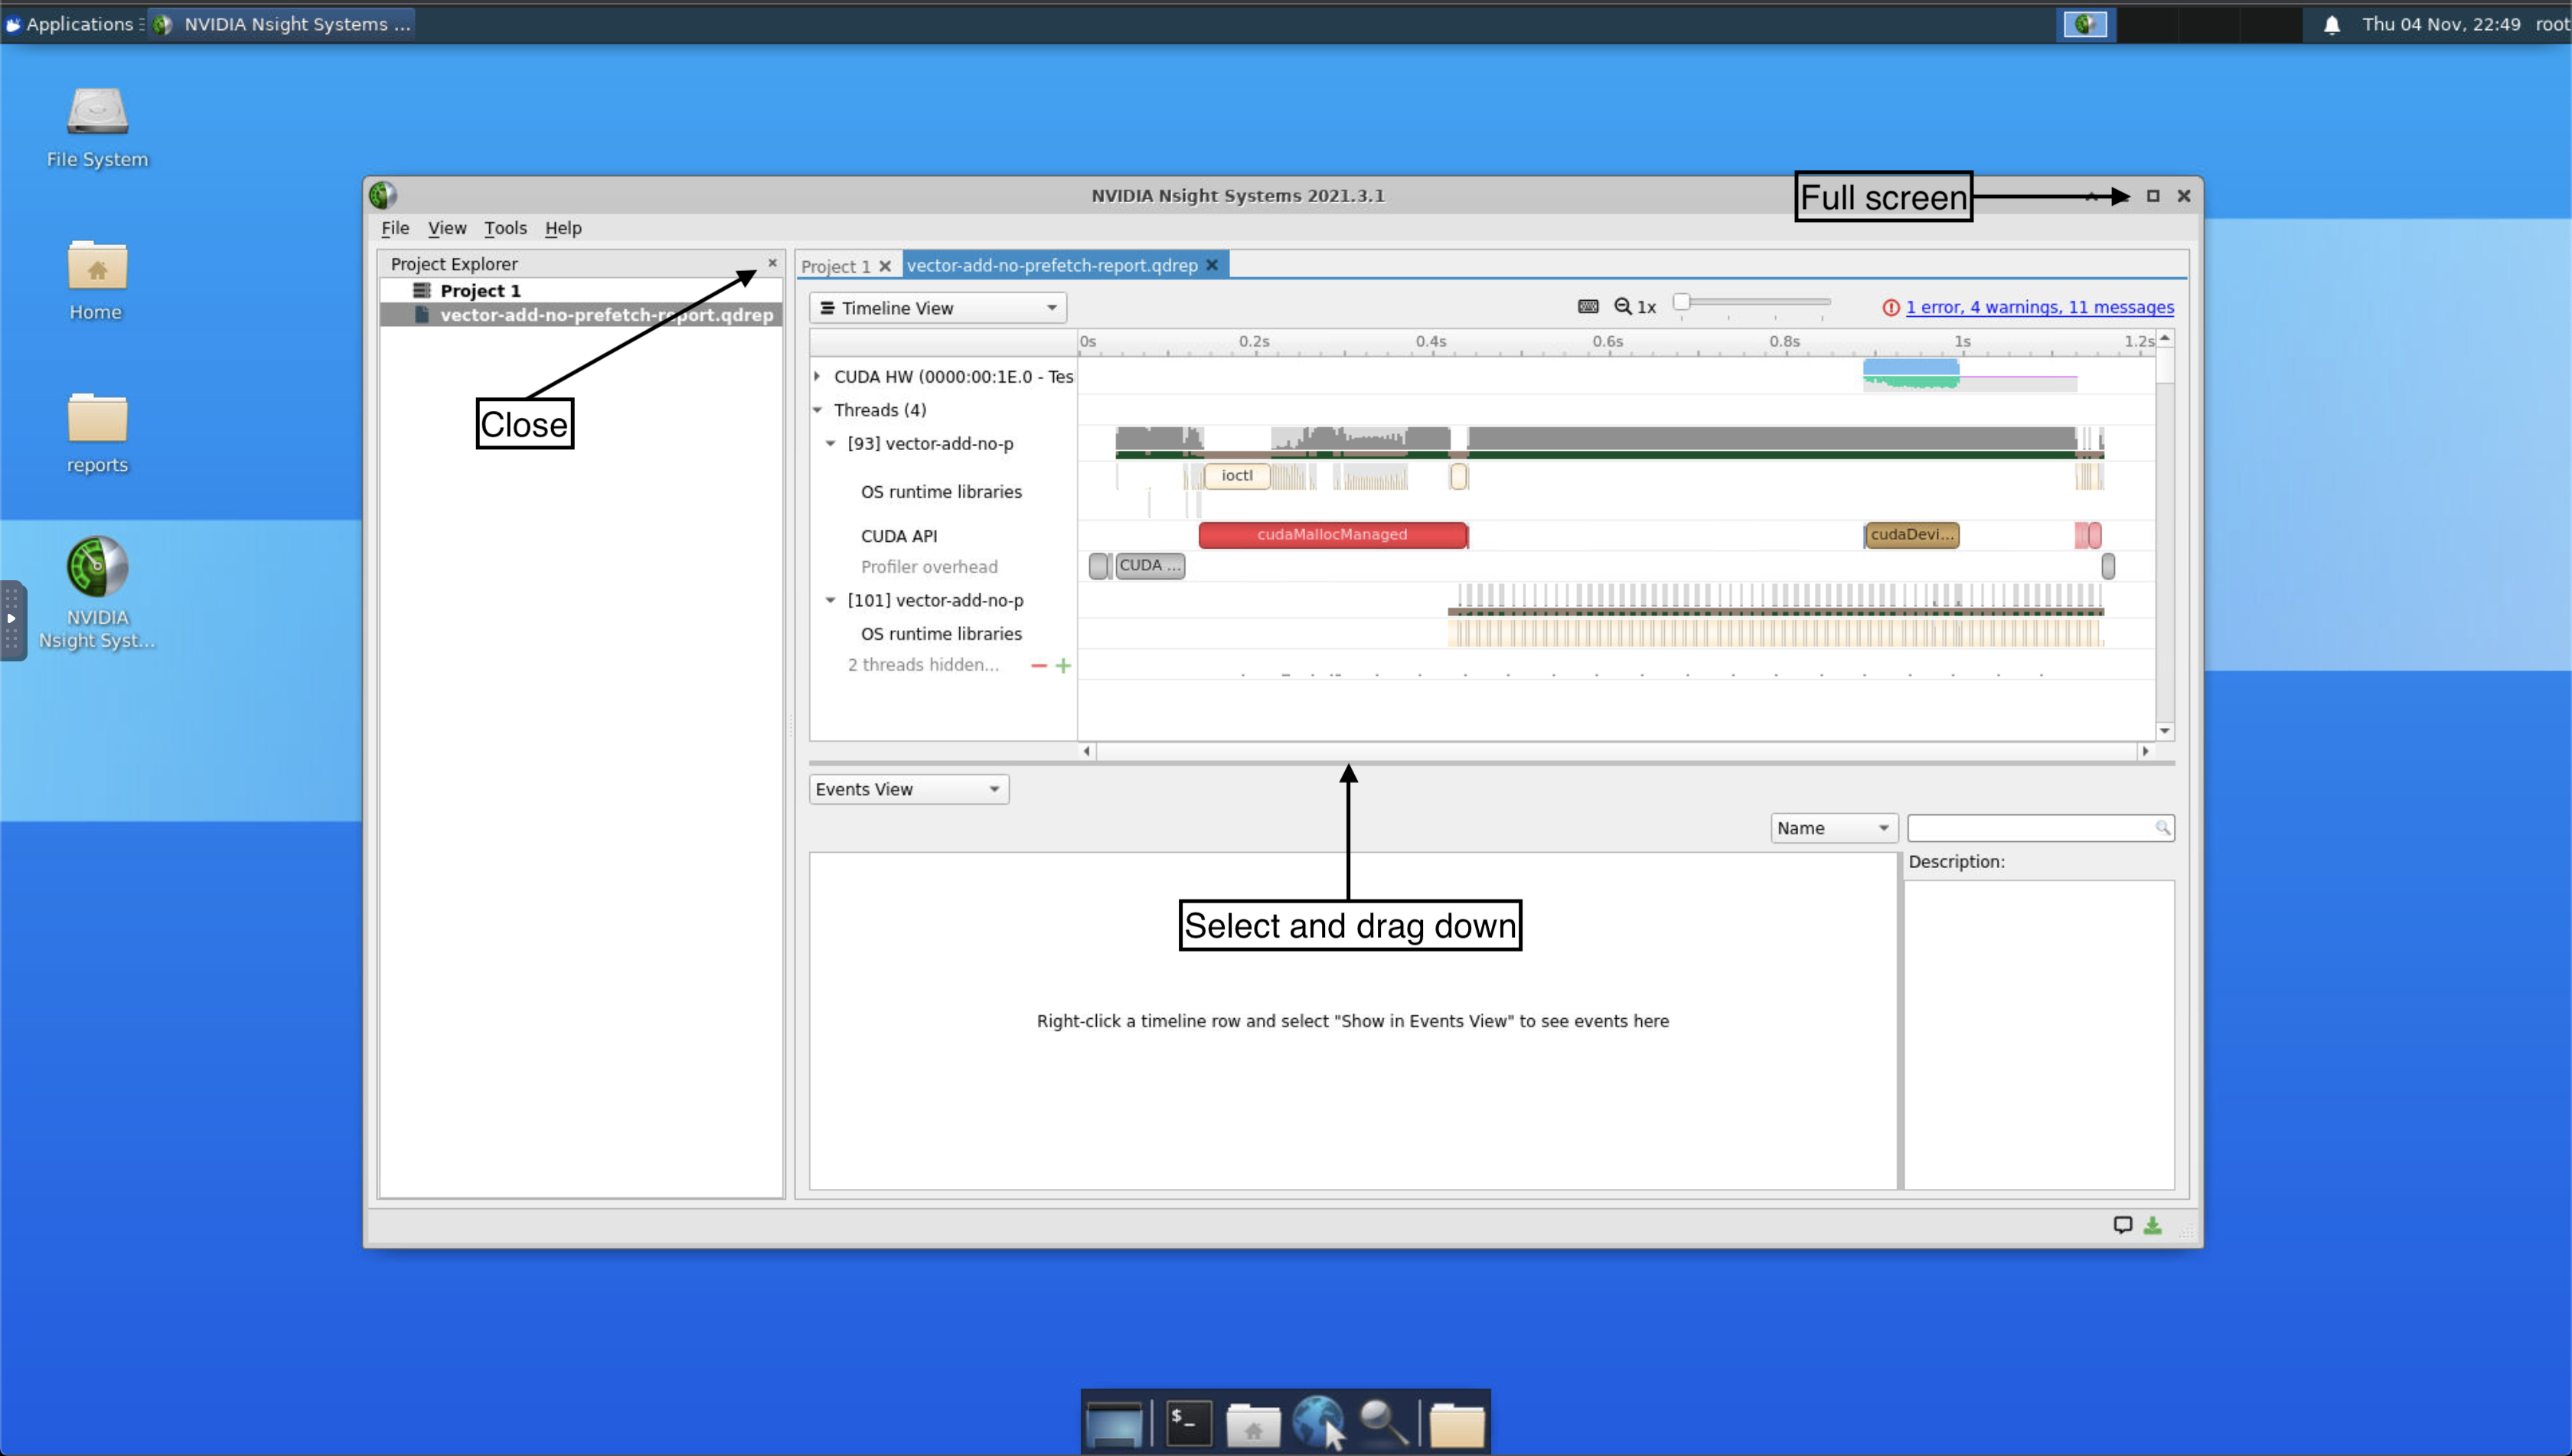 Applications
NVIDIA Nsight Systems ...
Thu 04 Nov, 22:49
root
File System
Home
reports
NVIDIA
Nsight Syst...
NVIDIA Nsight Systems 2021.3.1
Full screen
File View Tools Help
Project Explorer
Project 1
vector-add-no-prefetch-report.qdrep
Close
Project 1
vector-add-no-prefetch-report.qdrep
Timeline View
1x
1 error, 4 warnings, 11 messages
0s 0.2s 0.4s 0.6s 0.8s 1s 1.2s
CUDA HW (0000:00:1E.0 - Tes
Threads (4)
[93] vector-add-no-p
OS runtime libraries
ioctl
CUDA API
cudaMallocManaged
cudaDevi...
Profiler overhead
CUDA ...
[101] vector-add-no-p
OS runtime libraries
2 threads hidden...
Events View
Name
Description:
Select and drag down
Right-click a timeline row and select "Show in Events View" to see events here
$_